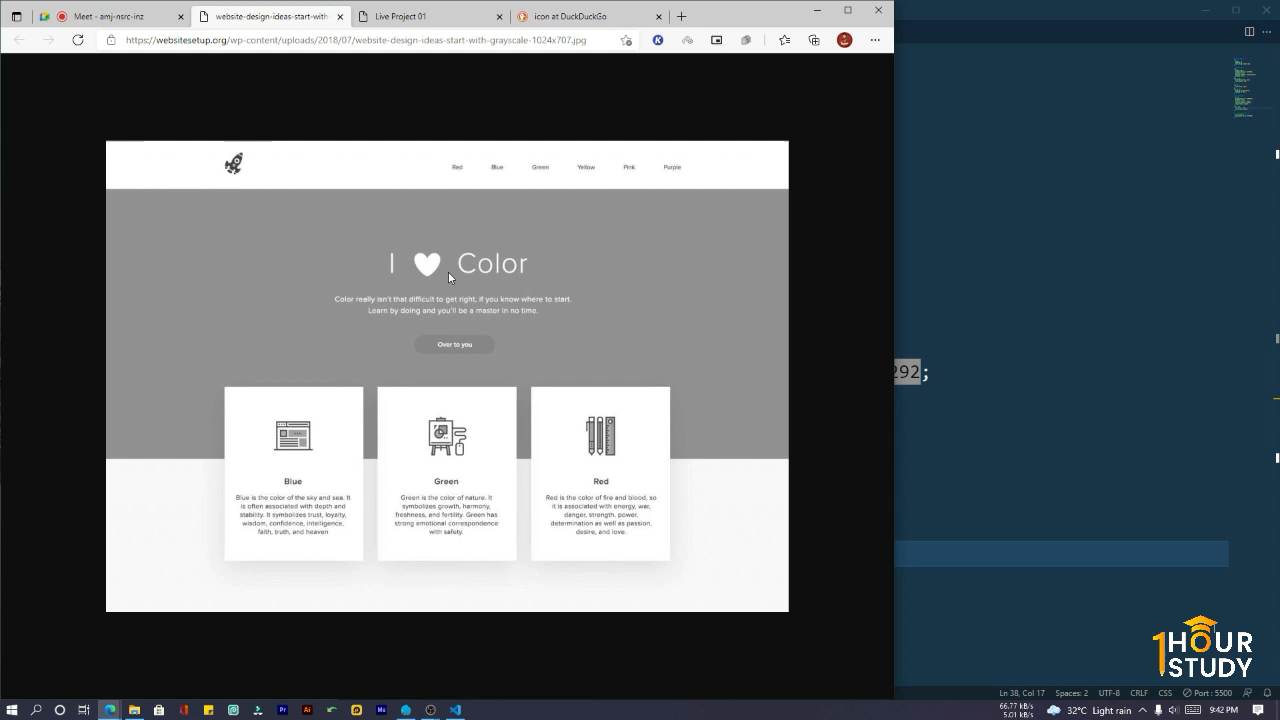 Meet - amj-nsrc-inz
website-design-ideas-start-with-
Live Project 01
icon at DuckDuckGo
https://websitesetup.org/wp-content/uploads/2018/07/website-design-ideas-start-with-grayscale-1024x707.jpg
Red Blue Green Yellow Pink Purple
I Color
Color really isn't that difficult to get right, if you know where to start.
Learn by doing and you'll be a master in no time.
Over to you
292;
Blue
Blue is the color of the sky and sea. It
is often associated with depth and
stability. It symbolizes trust, loyalty,
wisdom, confidence, intelligence,
faith, truth, and heaven
Green
Green is the color of nature. It
symbolizes growth, harmony,
freshness, and fertility. Green has
strong emotional correspondence
with safety.
Red
Red is the color of fire and blood, so
it is associated with energy, war,
danger, strength, power,
determination as well as passion,
desire, and love.
1HOUR
STUDY
Ln 38, Col 17 Spaces: 2 UTF-8 CRLF CSS Port : 5500
66.77 kB/s
5.01 kB/s
32°C Light rain
9:42 PM